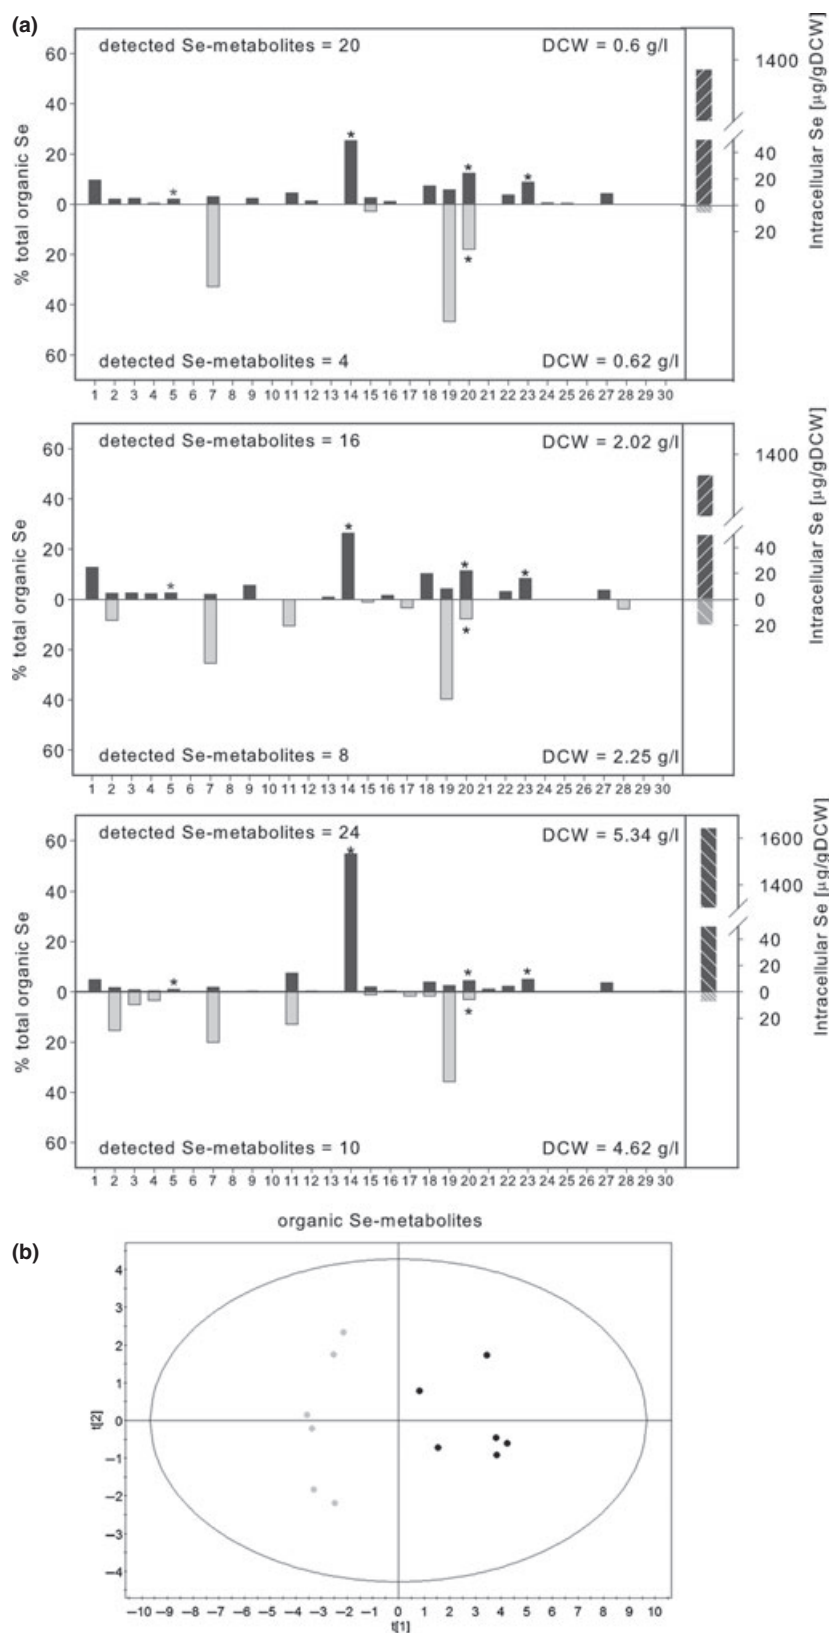 (a)
detected Se-metabolites = 20
DCW = 0.6 g/l
60
40
20
0
20
40
60
% total organic Se
*
*
*
*
*
1400
40
20
0
20
Intracellular Se [µg/gDCW]
detected Se-metabolites = 4
DCW = 0.62 g/l
1 2 3 4 5 6 7 8 9 10 11 12 13 14 15 16 17 18 19 20 21 22 23 24 25 26 27 28 29 30
detected Se-metabolites = 16
DCW = 2.02 g/l
60
40
20
0
20
40
60
% total organic Se
*
*
*
*
*
1400
40
20
0
20
Intracellular Se [µg/gDCW]
detected Se-metabolites = 8
DCW = 2.25 g/l
1 2 3 4 5 6 7 8 9 10 11 12 13 14 15 16 17 18 19 20 21 22 23 24 25 26 27 28 29 30
detected Se-metabolites = 24
DCW = 5.34 g/l
60
40
20
0
20
40
60
% total organic Se
*
*
*
*
*
1600
1400
40
20
0
20
Intracellular Se [µg/gDCW]
detected Se-metabolites = 10
DCW = 4.62 g/l
1 2 3 4 5 6 7 8 9 10 11 12 13 14 15 16 17 18 19 20 21 22 23 24 25 26 27 28 29 30
organic Se-metabolites
(b)
4
3
2
1
0
−1
−2
−3
−4
t[2]
−10 −9 −8 −7 −6 −5 −4 −3 −2 −1 0 1 2 3 4 5 6 7 8 9 10
t[1]